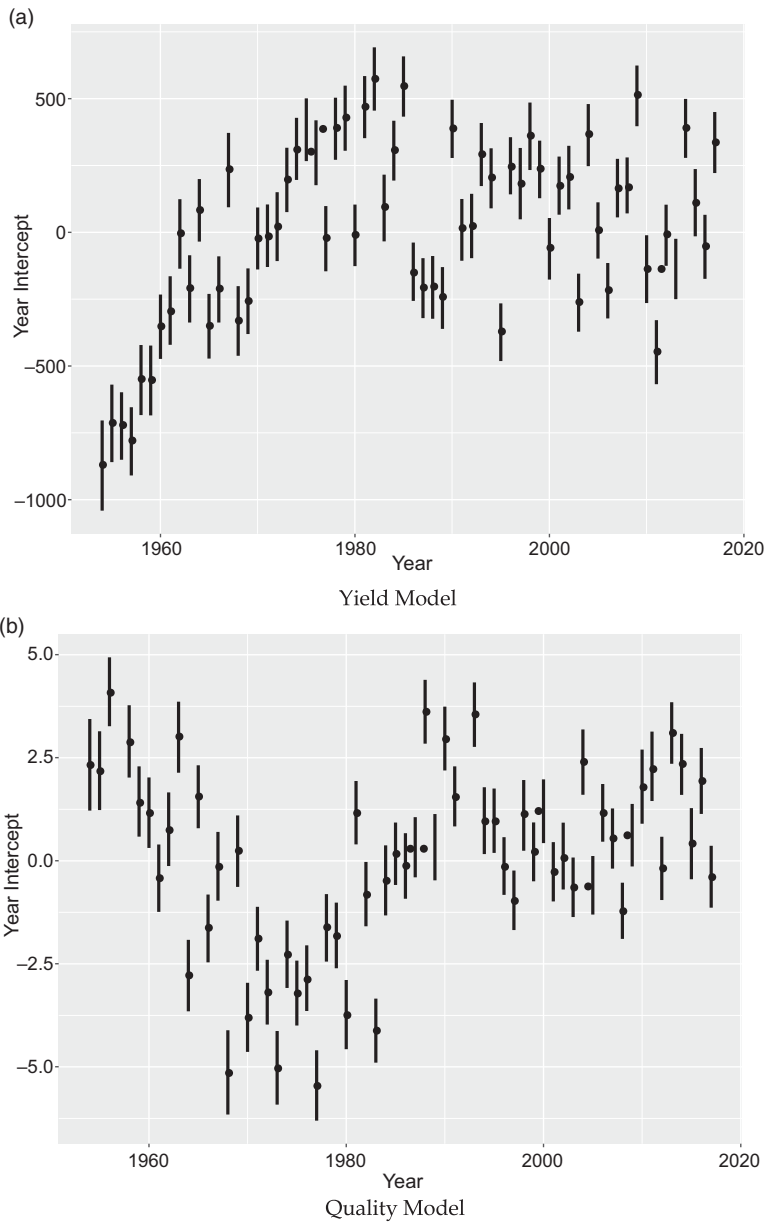 (a)
500
0
−500
−1000
Year Intercept
1960 1980 2000 2020
Year
Yield Model
(b)
5.0
2.5
0.0
−2.5
−5.0
Year Intercept
1960 1980 2000 2020
Year
Quality Model